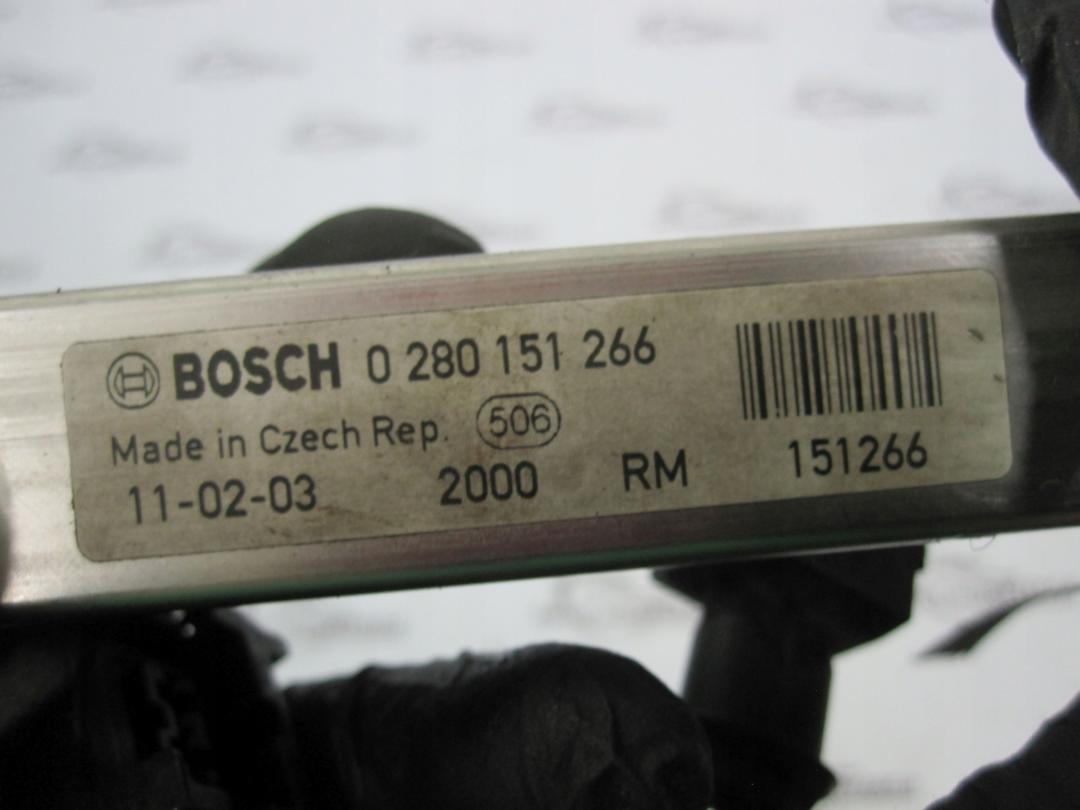 BOSCH 0 280 151 266
Made in Czech Rep. 506
11-02-03 2000 RM 151266